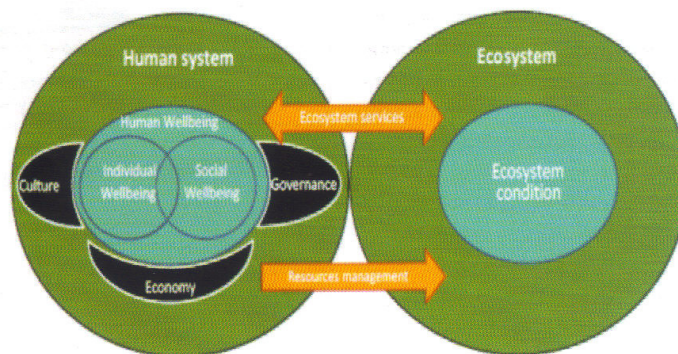 Human system
Ecosystem
Human Wellbeing
Ecosystem services
Individual
Wellbeing
Social
Wellbeing
Culture
Governance
Ecosystem
condition
Resources management
Economy